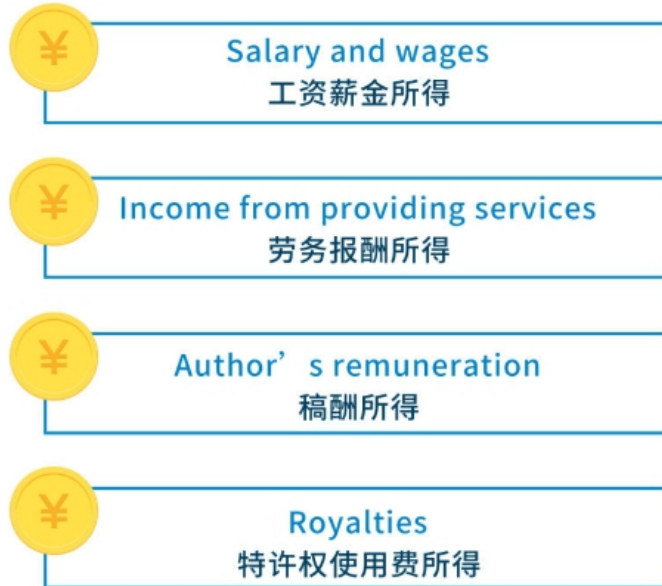 ¥
Salary and wages
工资薪金所得
¥
Income from providing services
劳务报酬所得
¥
Author’s remuneration
稿酬所得
¥
Royalties
特许权使用费所得